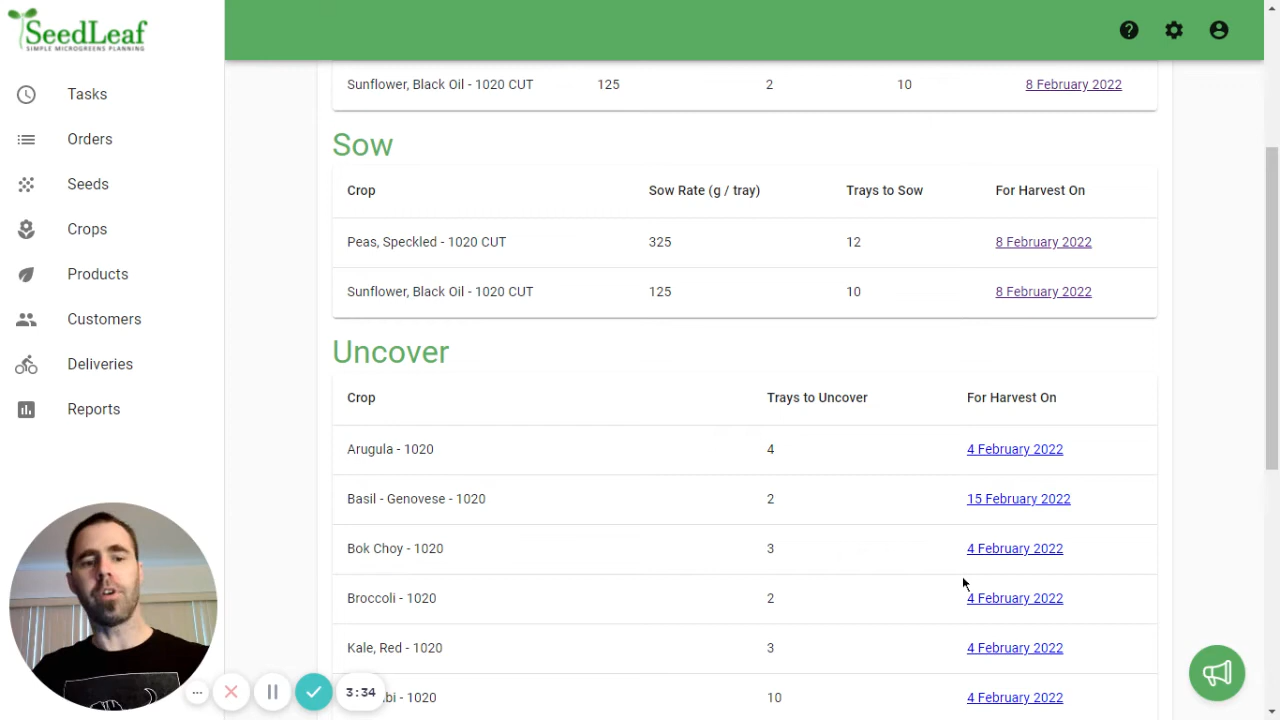 SeedLeaf
SIMPLE MICROGREENS PLANNING
Tasks
Orders
Seeds
Crops
Products
Customers
Deliveries
Reports
Sunflower, Black Oil - 1020 CUT 125 2 10 8 February 2022
Sow
Crop Sow Rate (g / tray) Trays to Sow For Harvest On
Peas, Speckled - 1020 CUT 325 12 8 February 2022
Sunflower, Black Oil - 1020 CUT 125 10 8 February 2022
Uncover
Crop Trays to Uncover For Harvest On
Arugula - 1020 4 4 February 2022
Basil - Genovese - 1020 2 15 February 2022
Bok Choy - 1020 3 4 February 2022
Broccoli - 1020 2 4 February 2022
Kale, Red - 1020 3 4 February 2022
bi - 1020 10 4 February 2022
3:34